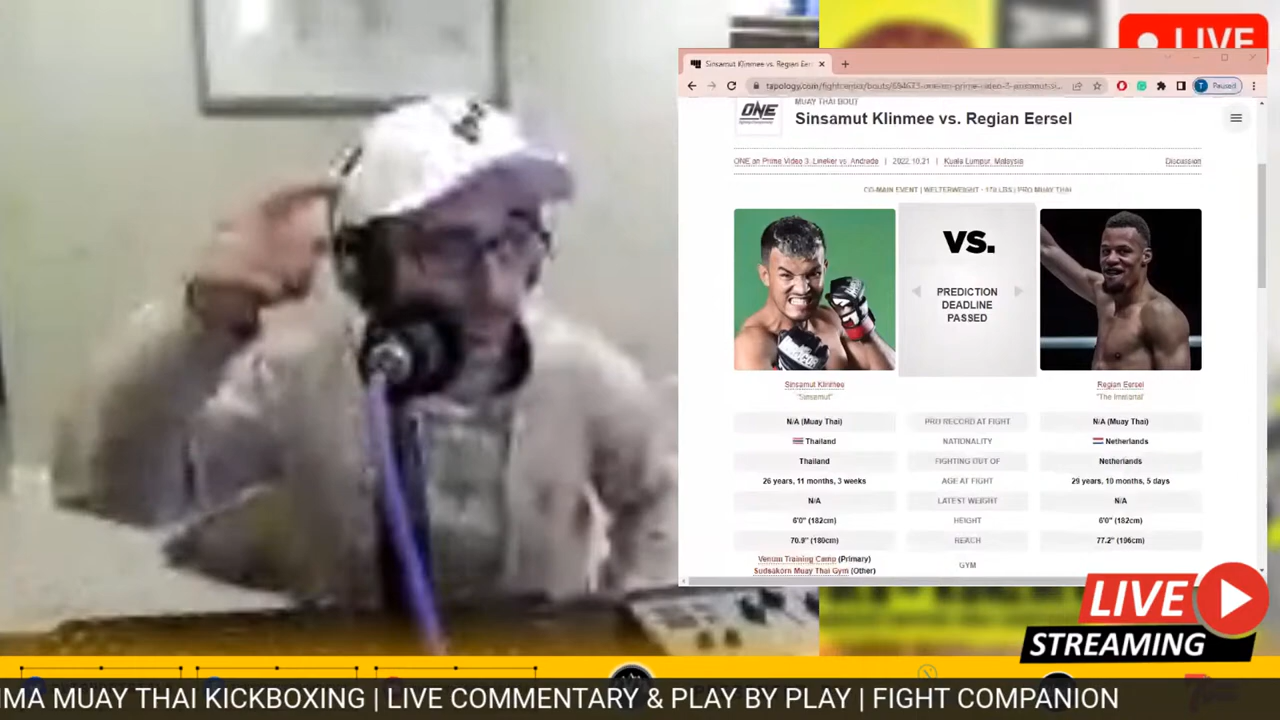 LIVE
Sinsamut Klinmee vs. Regian Eer
Paused
MUAY THAI BOUT
ONE
Sinsamut Klinmee vs. Regian Eersel
ONE on Prime Video 3: Lineker vs. Andrade | 2022.10.21 | Kuala Lumpur, Malaysia
Discussion
CO-MAIN EVENT | WELTERWEIGHT · 170 LBS | PRO MUAY THAI
VS.
PREDICTION
DEADLINE
PASSED
Sinsamut Klinmee
Regian Eersel
"Sinsamut"
"The Immortal"
N/A (Muay Thai) PRO RECORD AT FIGHT N/A (Muay Thai)
Thailand NATIONALITY Netherlands
Thailand FIGHTING OUT OF Netherlands
26 years, 11 months, 3 weeks AGE AT FIGHT 29 years, 10 months, 5 days
N/A LATEST WEIGHT N/A
6'0" (182cm) HEIGHT 6'0" (182cm)
70.9" (180cm) REACH 77.2" (196cm)
Venum Training Camp (Primary)
GYM
Sudsakorn Muay Thai Gym (Other)
LIVE
STREAMING
MA MUAY THAI KICKBOXING | LIVE COMMENTARY & PLAY BY PLAY | FIGHT COMPANION